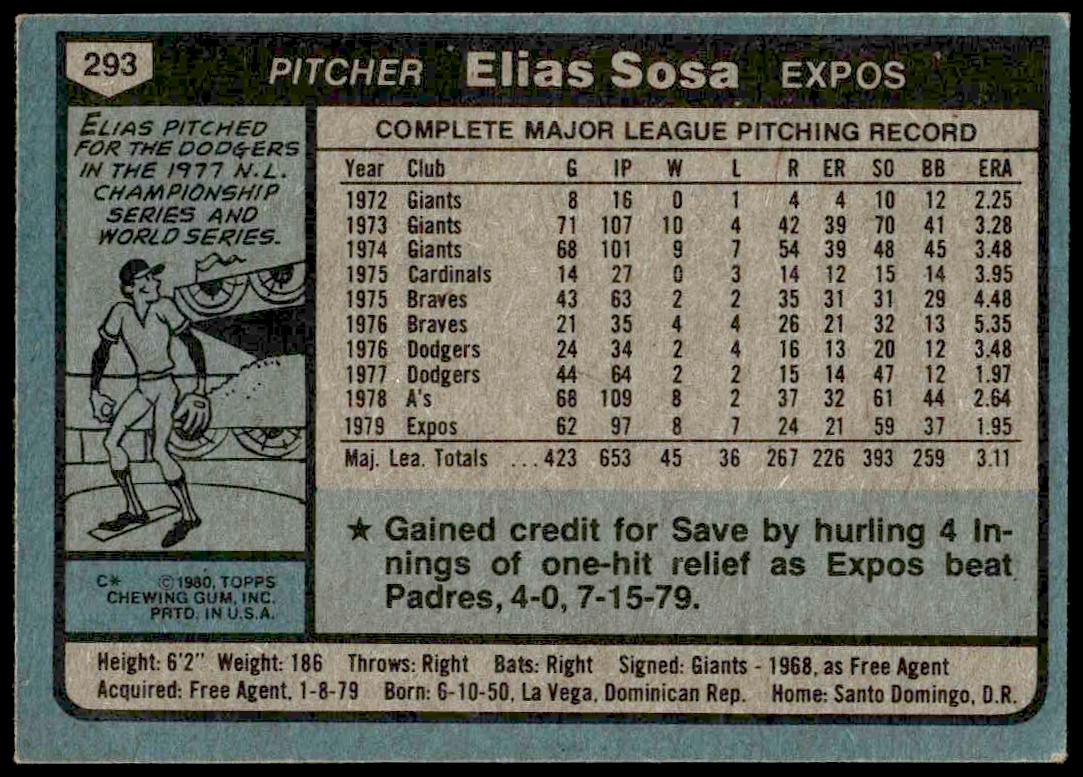 293
PITCHER Elias Sosa EXPOS
ELIAS PITCHED
FOR THE DODGERS
IN THE 1977 N.L.
CHAMPIONSHIP
SERIES AND
WORLD SERIES.
C* ©1980, TOPPS
CHEWING GUM, INC.
PRTD. IN U.S.A.
COMPLETE MAJOR LEAGUE PITCHING RECORD
Year Club G IP W L R ER SO BB ERA
1972 Giants 8 16 0 1 4 4 10 12 2.25
1973 Giants 71 107 10 4 42 39 70 41 3.28
1974 Giants 68 101 9 7 54 39 48 45 3.48
1975 Cardinals 14 27 0 3 14 12 15 14 3.95
1975 Braves 43 63 2 2 35 31 31 29 4.48
1976 Braves 21 35 4 4 26 21 32 13 5.35
1976 Dodgers 24 34 2 4 16 13 20 12 3.48
1977 Dodgers 44 64 2 2 15 14 47 12 1.97
1978 A's 68 109 8 2 37 32 61 44 2.64
1979 Expos 62 97 8 7 24 21 59 37 1.95
Maj. Lea. Totals ...423 653 45 36 267 226 393 259 3.11
★ Gained credit for Save by hurling 4 In-
nings of one-hit relief as Expos beat
Padres, 4-0, 7-15-79.
Height: 6'2" Weight: 186 Throws: Right Bats: Right Signed: Giants - 1968, as Free Agent
Acquired: Free Agent, 1-8-79 Born: 6-10-50, La Vega, Dominican Rep. Home: Santo Domingo, D.R.